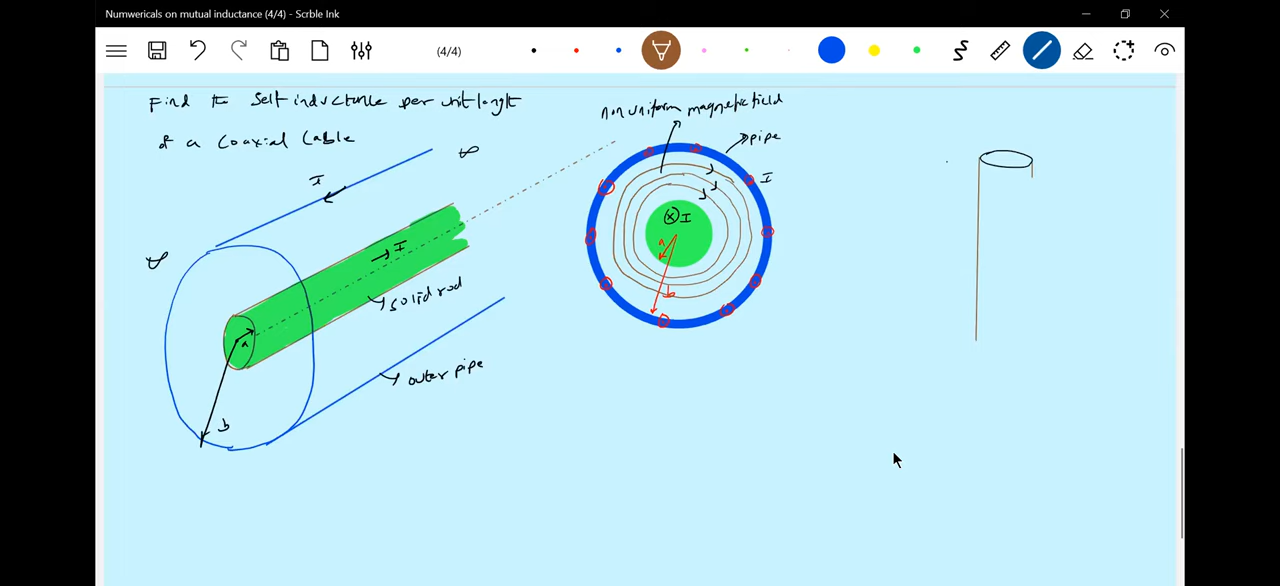 Numwericals on mutual inductance (4/4) - Scrble Ink
(4/4)
Find the Self inductance per unit lenght
of a Coaxial Cable
non uniform magnetic field
pipe
I
I
I
I
solid rod
a
a
b
b
outer pipe